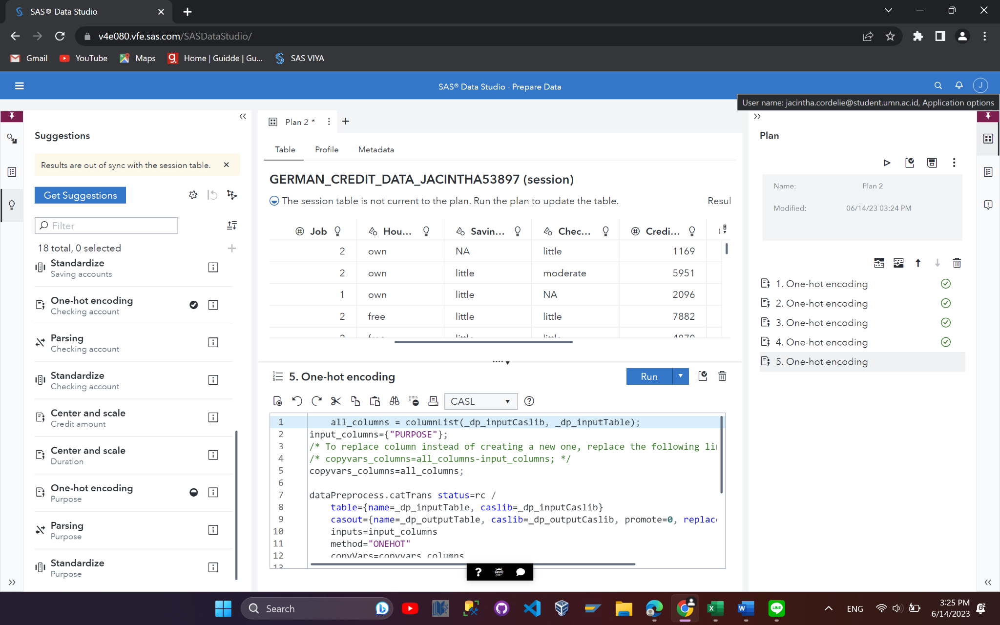 SAS® Data Studio
v4e080.vfe.sas.com/SASDataStudio/
Gmail
YouTube
Maps
Home | Guidde | Gu...
SAS VIYA
SAS® Data Studio - Prepare Data
J
User name: jacintha.cordelie@student.umn.ac.id, Application options
Suggestions
Results are out of sync with the session table.
Get Suggestions
Filter
18 total, 0 selected
Standardize
Saving accounts
One-hot encoding
Checking account
Parsing
Checking account
Standardize
Checking account
Center and scale
Credit amount
Center and scale
Duration
One-hot encoding
Purpose
Parsing
Purpose
Standardize
Purpose
Plan 2 *
Table Profile Metadata
GERMAN_CREDIT_DATA_JACINTHA53897 (session)
The session table is not current to the plan. Run the plan to update the table. Resul
Job Hou... Savin... Chec... Credi...
2 own NA little 1169
2 own little moderate 5951
1 own little NA 2096
2 free little little 7882
2 free little little 4870
5. One-hot encoding
Run
CASL
1 all_columns = columnList(_dp_inputCaslib, _dp_inputTable);
2 input_columns={"PURPOSE"};
3 /* To replace column instead of creating a new one, replace the following li
4 /* copyvars_columns=all_columns-input_columns; */
5 copyvars_columns=all_columns;
6
7 dataPreprocess.catTrans status=rc /
8 table={name=_dp_inputTable, caslib=_dp_inputCaslib}
9 casout={name=_dp_outputTable, caslib=_dp_outputCaslib, promote=0, replac
10 inputs=input_columns
11 method="ONEHOT"
12 copyVars=copyvars_columns
13
Plan
Name: Plan 2
Modified: 06/14/23 03:24 PM
1. One-hot encoding
2. One-hot encoding
3. One-hot encoding
4. One-hot encoding
5. One-hot encoding
Search
ENG
3:25 PM
6/14/2023